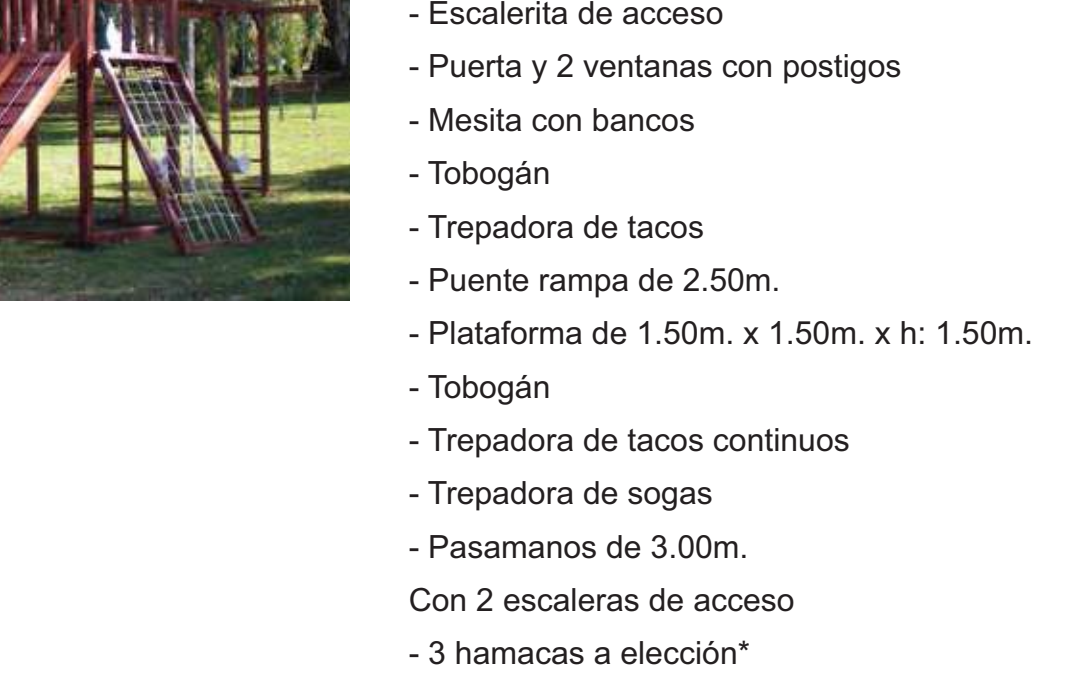 - Escalerita de acceso
- Puerta y 2 ventanas con postigos
- Mesita con bancos
- Tobogán
- Trepadora de tacos
- Puente rampa de 2.50m.
- Plataforma de 1.50m. x 1.50m. x h: 1.50m.
- Tobogán
- Trepadora de tacos continuos
- Trepadora de sogas
- Pasamanos de 3.00m.
Con 2 escaleras de acceso
- 3 hamacas a elección*